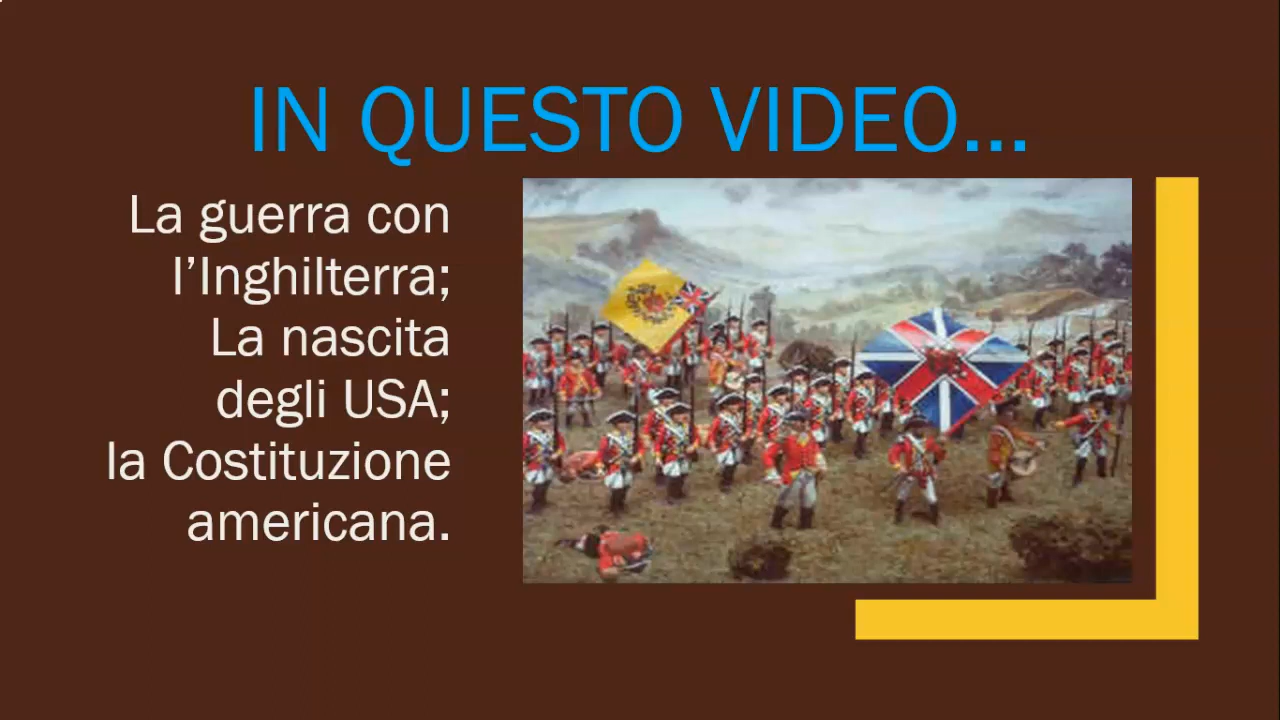 IN QUESTO VIDEO...
La guerra con
l’Inghilterra;
La nascita
degli USA;
la Costituzione
americana.